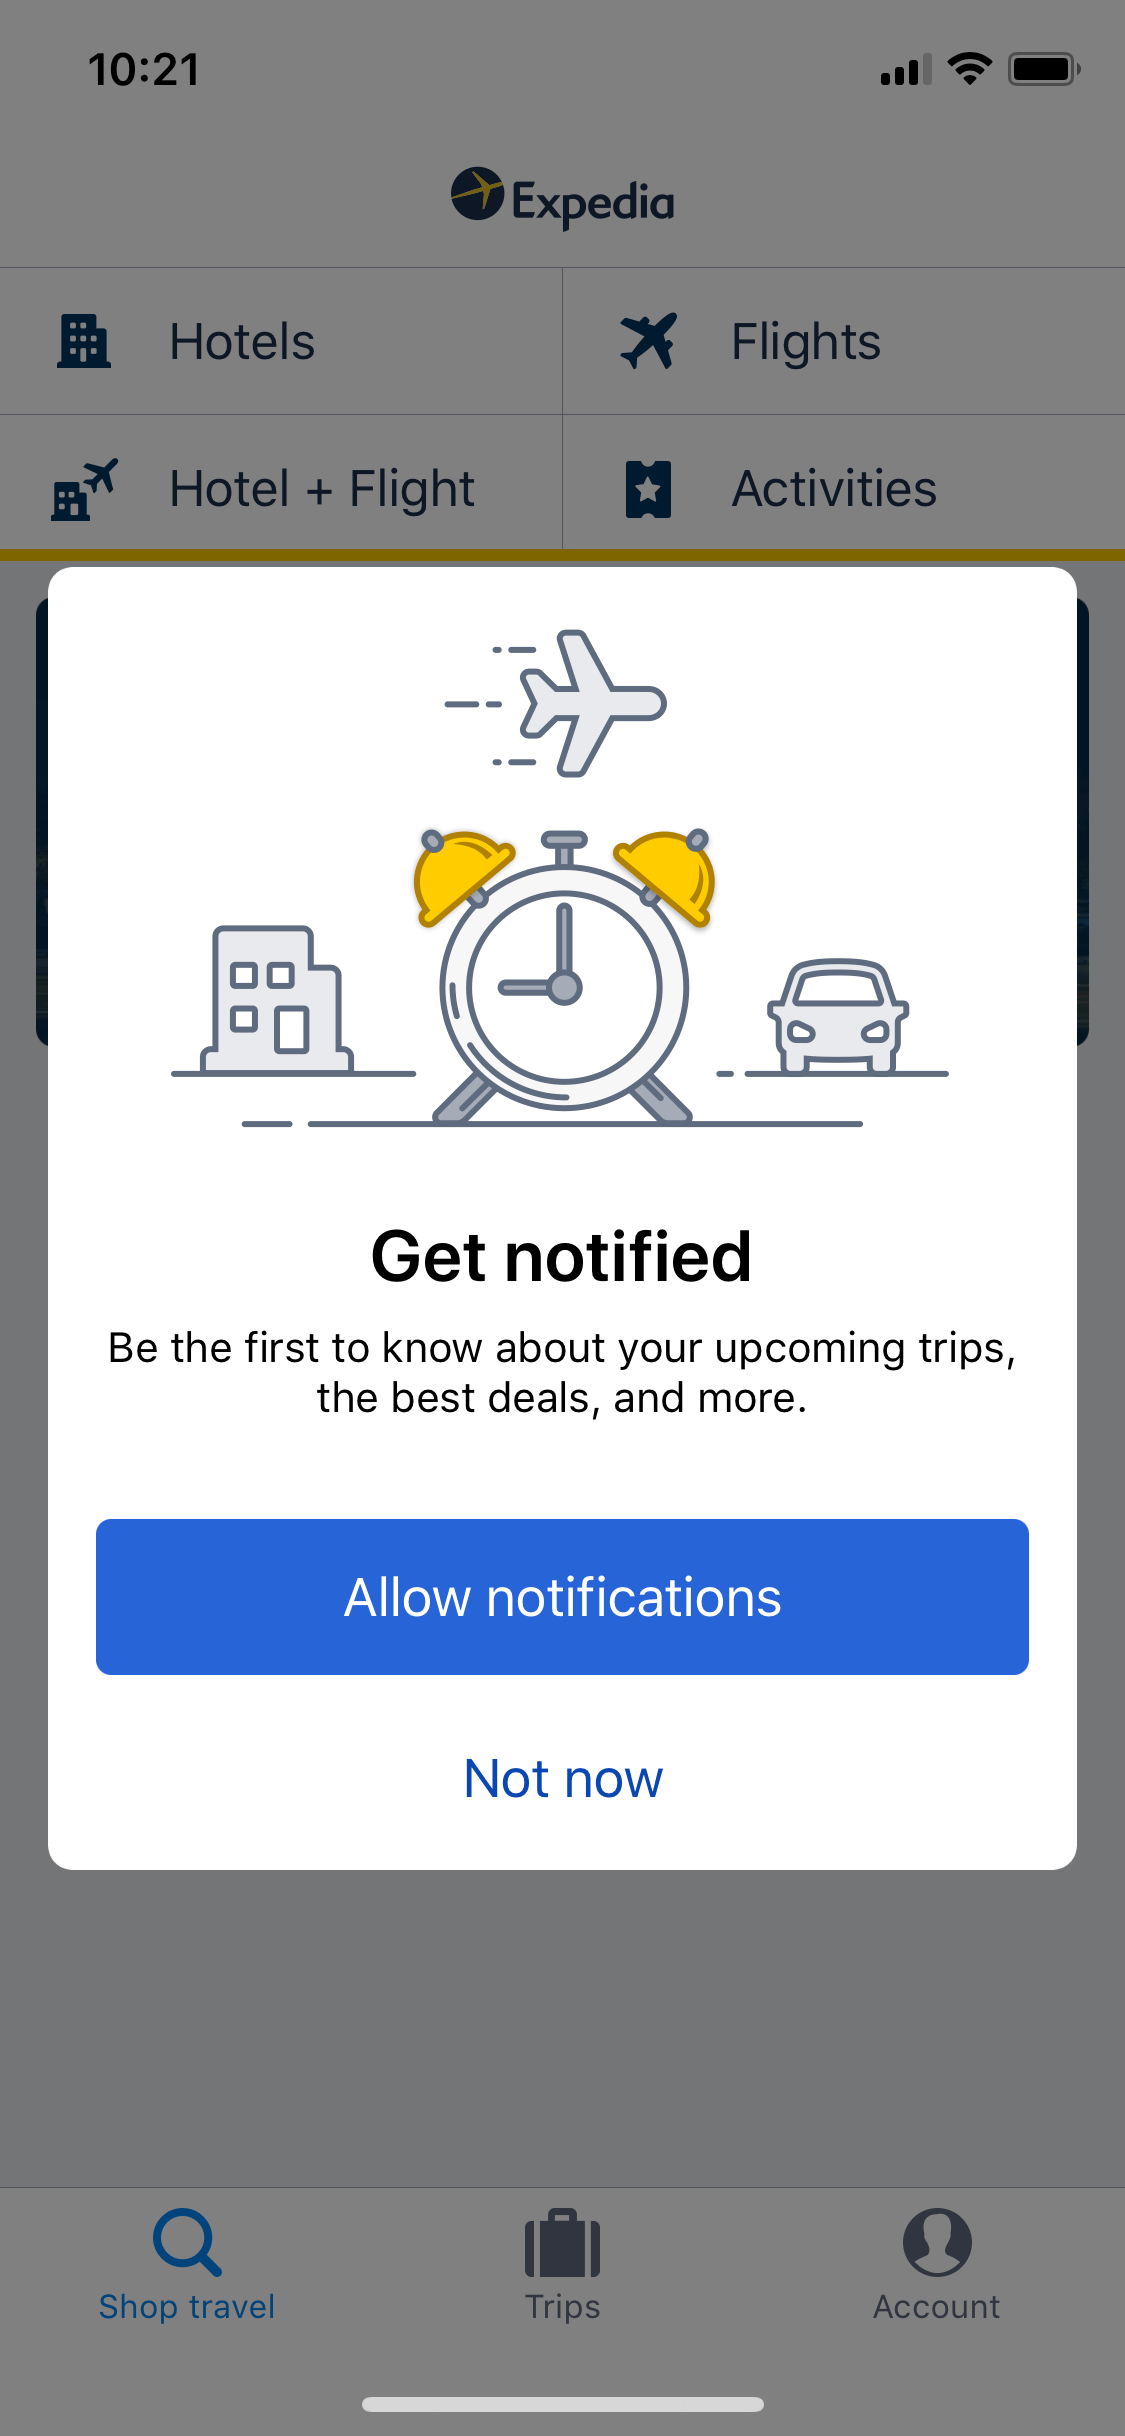 10:21
Expedia
Hotels
Flights
Hotel + Flight
Activities
Get notified
Be the first to know about your upcoming trips,
the best deals, and more.
Allow notifications
Not now
Shop travel
Trips
Account